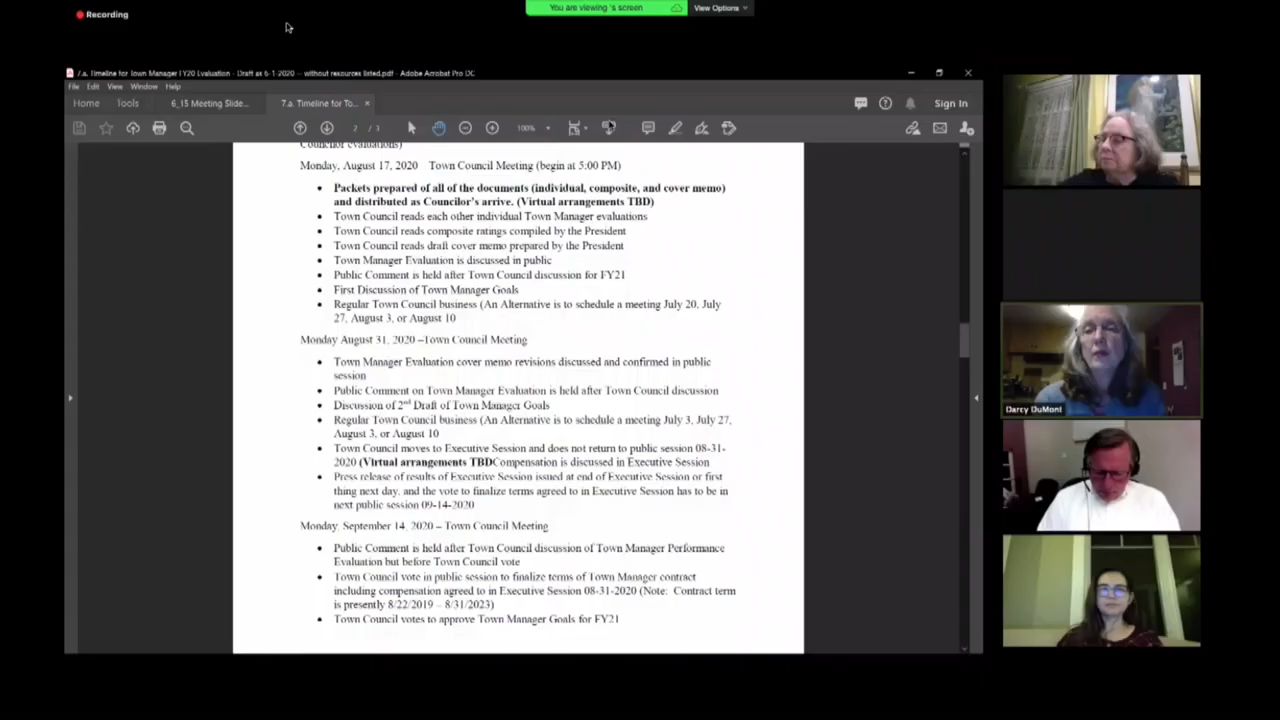 Recording
You are viewing 's screen
View Options
7.a. Timeline for Town Manager FY20 Evaluation - Draft as 6-1-2020 -- without resources listed.pdf - Adobe Acrobat Pro DC
File Edit View Window Help
Home Tools 6_15 Meeting Slide... 7.a. Timeline for To... × Sign In
2 / 3 100%
Councilor evaluations)
Monday, August 17, 2020 Town Council Meeting (begin at 5:00 PM)
• Packets prepared of all of the documents (individual, composite, and cover memo)
and distributed as Councilor's arrive. (Virtual arrangements TBD)
• Town Council reads each other individual Town Manager evaluations
• Town Council reads composite ratings compiled by the President
• Town Council reads draft cover memo prepared by the President
• Town Manager Evaluation is discussed in public
• Public Comment is held after Town Council discussion for FY21
• First Discussion of Town Manager Goals
• Regular Town Council business (An Alternative is to schedule a meeting July 20, July
27, August 3, or August 10
Monday August 31, 2020 –Town Council Meeting
• Town Manager Evaluation cover memo revisions discussed and confirmed in public
session
• Public Comment on Town Manager Evaluation is held after Town Council discussion
• Discussion of 2nd Draft of Town Manager Goals
• Regular Town Council business (An Alternative is to schedule a meeting July 3, July 27,
August 3, or August 10
• Town Council moves to Executive Session and does not return to public session 08-31-
2020 (Virtual arrangements TBDCompensation is discussed in Executive Session
• Press release of results of Executive Session issued at end of Executive Session or first
thing next day, and the vote to finalize terms agreed to in Executive Session has to be in
next public session 09-14-2020
Monday, September 14, 2020 – Town Council Meeting
• Public Comment is held after Town Council discussion of Town Manager Performance
Evaluation but before Town Council vote
• Town Council vote in public session to finalize terms of Town Manager contract
including compensation agreed to in Executive Session 08-31-2020 (Note: Contract term
is presently 8/22/2019 – 8/31/2023)
• Town Council votes to approve Town Manager Goals for FY21
Darcy DuMont